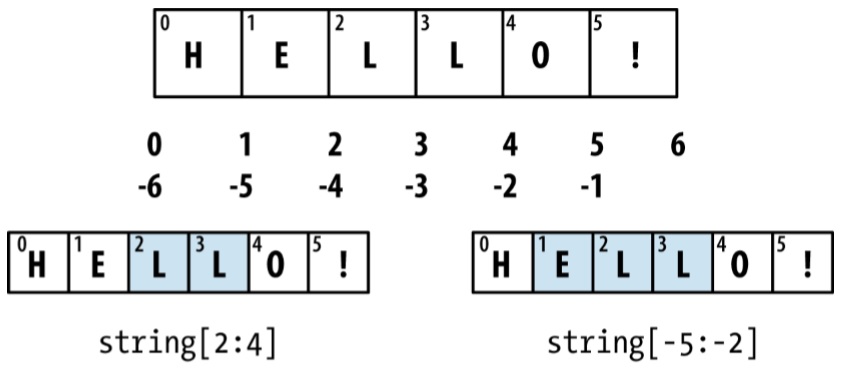 0 H 1 E 2 L 3 L 4 O 5 !
0 1 2 3 4 5 6
-6 -5 -4 -3 -2 -1
0 H 1 E 2 L 3 L 4 O 5 !
0 H 1 E 2 L 3 L 4 O 5 !
string[2:4]
string[-5:-2]